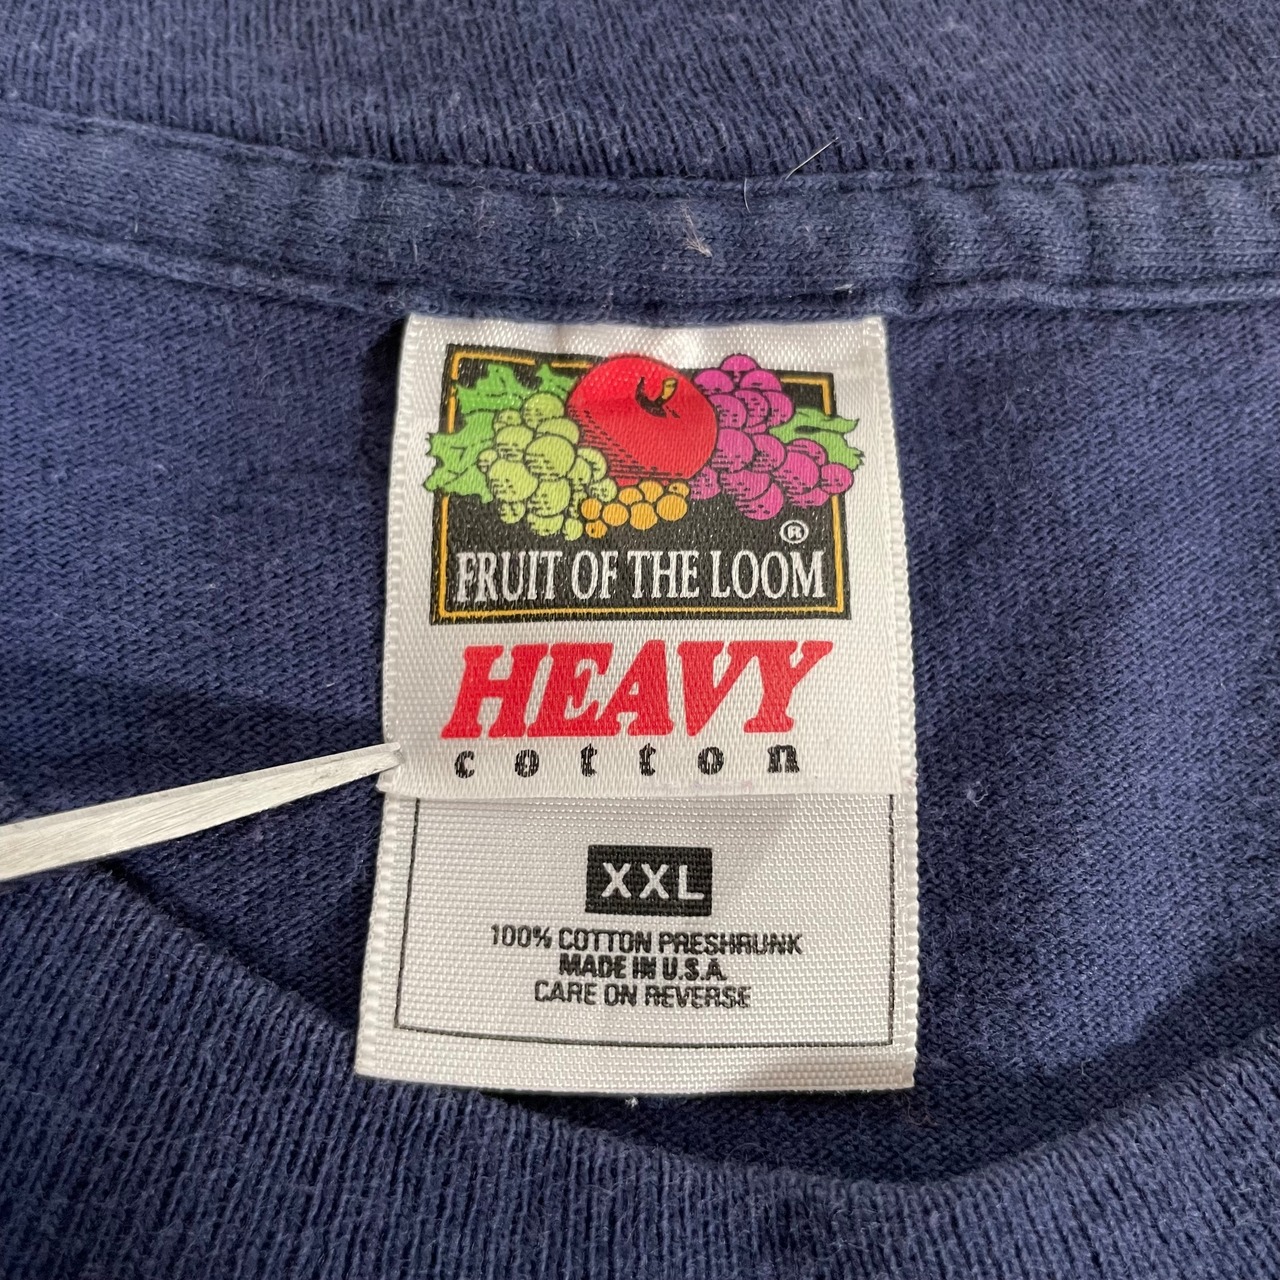 ®
FRUIT OF THE LOOM
HEAVY
cotton
XXL
100% COTTON PRESHRUNK
MADE IN U.S.A.
CARE ON REVERSE